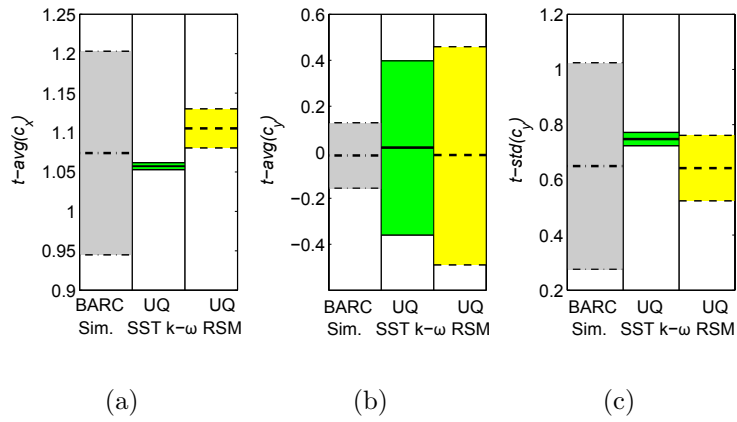 1.25
1.2
1.15
1.1
1.05
1
0.95
0.9
t−avg(c_x)
BARC UQ UQ
Sim. SST k−ω RSM
(a)
0.6
0.4
0.2
0
−0.2
−0.4
t−avg(c_y)
BARC UQ UQ
Sim. SST k−ω RSM
(b)
1.2
1
0.8
0.6
0.4
0.2
t−std(c_y)
BARC UQ UQ
Sim. SST k−ω RSM
(c)